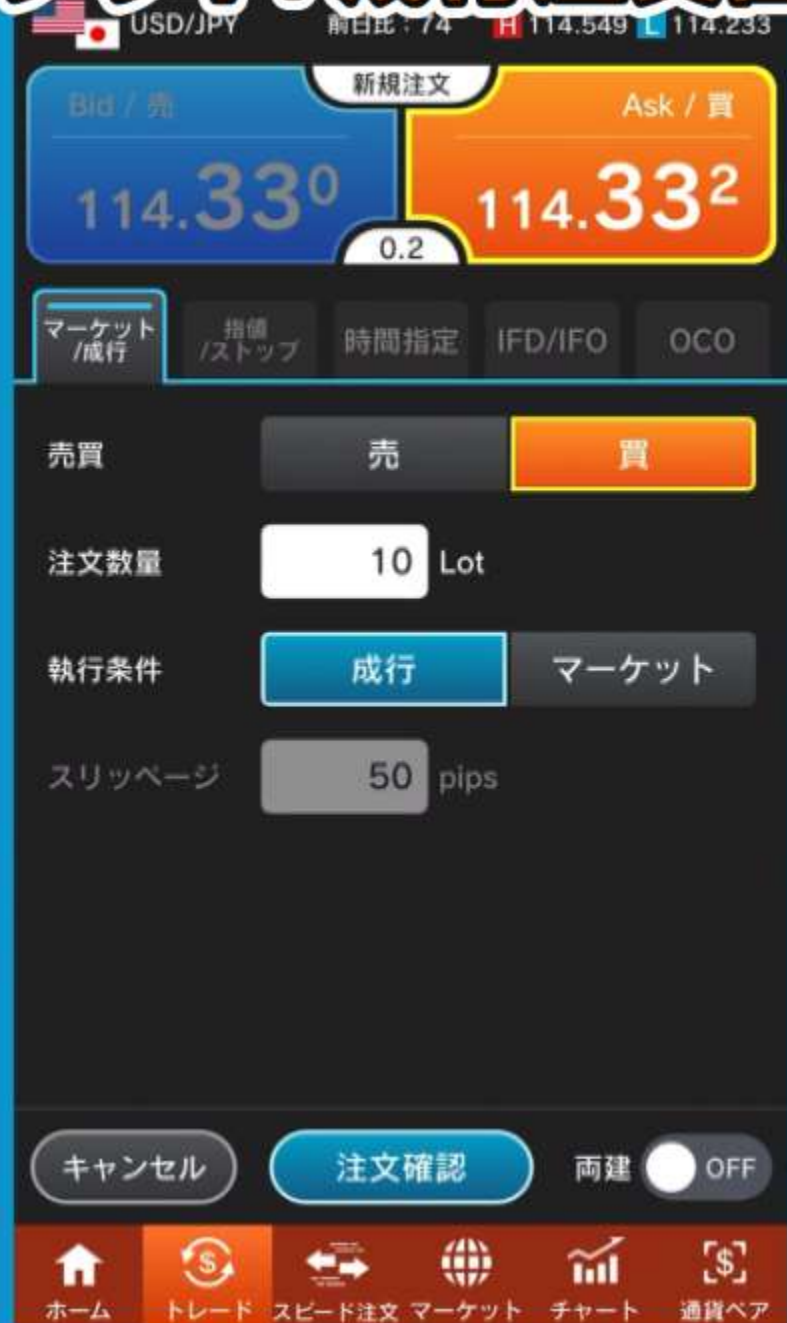 USD/JPY 前日比：74 H 114.549 L 114.233
新規注文
Bid / 売 Ask / 買
114.330 114.332
0.2
マーケット/成行 指値/ストップ 時間指定 IFD/IFO OCO
売買 売 買
注文数量 10 Lot
執行条件 成行 マーケット
スリッページ 50 pips
キャンセル 注文確認 両建 OFF
ホーム トレード スピード注文 マーケット チャート 通貨ペア